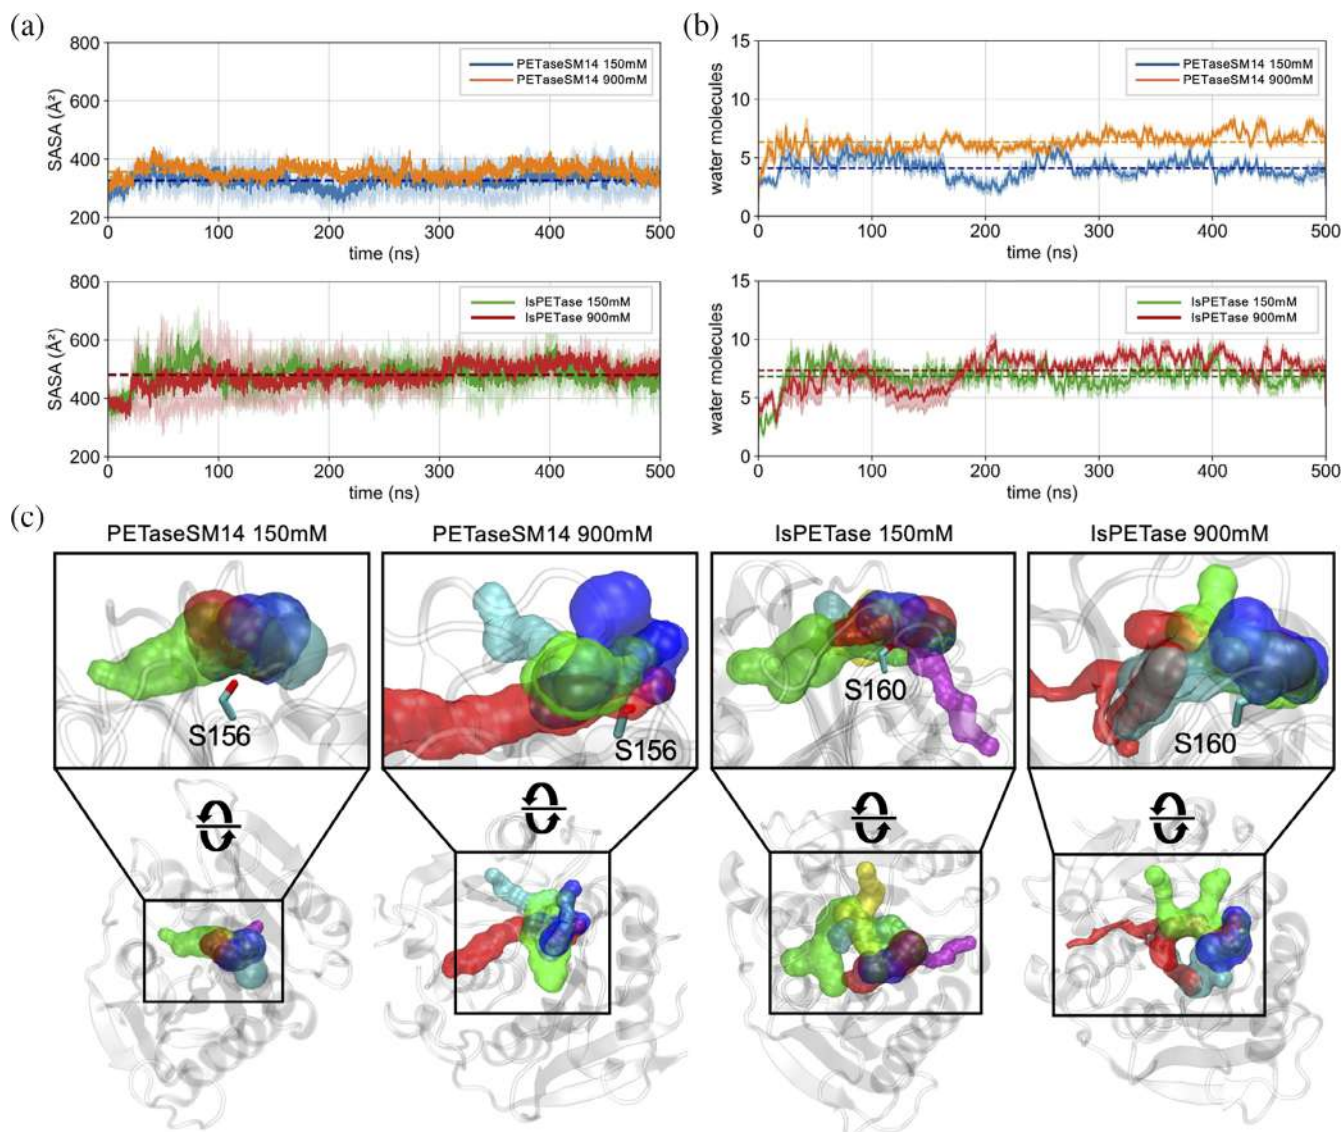 (a)
800
600
400
200
SASA (Å²)
PETaseSM14 150mM
PETaseSM14 900mM
0 100 200 300 400 500
time (ns)
800
600
400
200
SASA (Å²)
IsPETase 150mM
IsPETase 900mM
0 100 200 300 400 500
time (ns)
(b)
15
10
5
0
water molecules
PETaseSM14 150mM
PETaseSM14 900mM
0 100 200 300 400 500
time (ns)
15
10
5
0
water molecules
IsPETase 150mM
IsPETase 900mM
0 100 200 300 400 500
time (ns)
(c)
PETaseSM14 150mM PETaseSM14 900mM IsPETase 150mM IsPETase 900mM
S156 S156 S160 S160